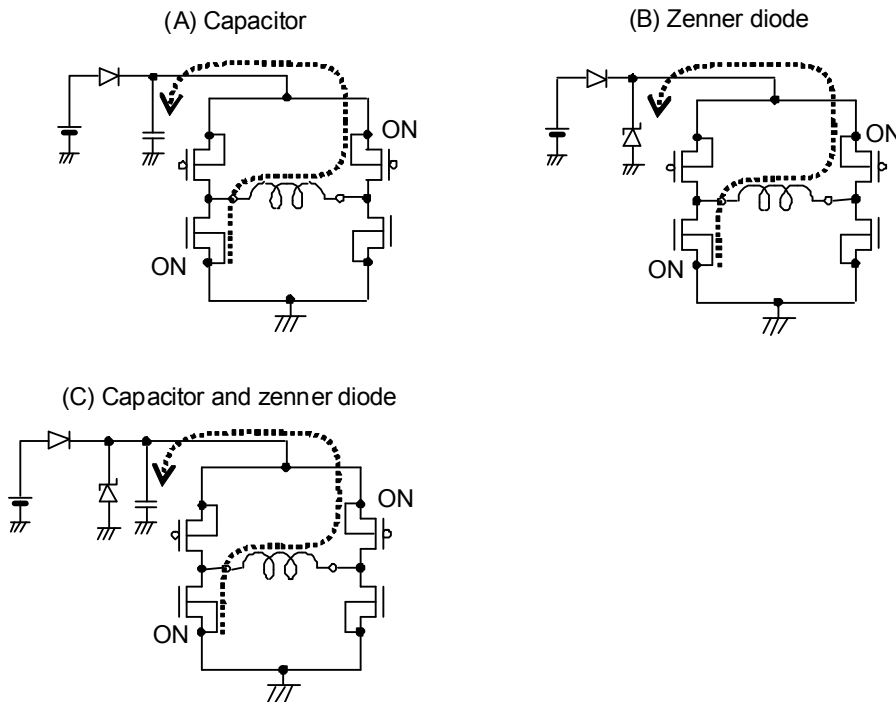 (A) Capacitor
ON
ON
(B) Zenner diode
ON
ON
(C) Capacitor and zenner diode
ON
ON